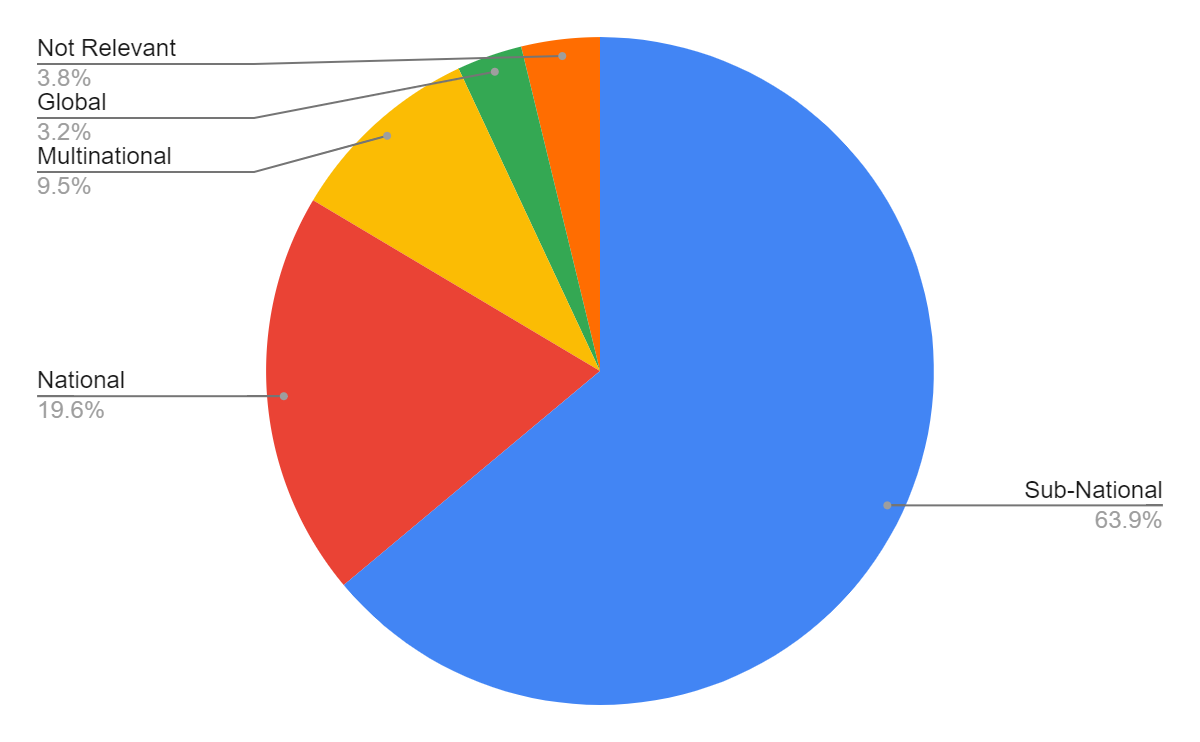 Not Relevant
3.8%
Global
3.2%
Multinational
9.5%
National
19.6%
Sub-National
63.9%